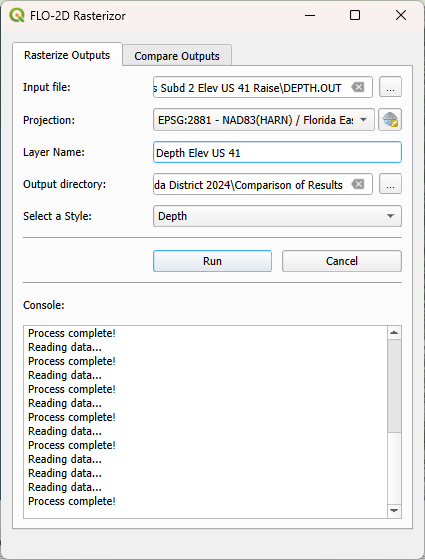 FLO-2D Rasterizor
Rasterize Outputs
Compare Outputs
Input file:
s Subd 2 Elev US 41 Raise\DEPTH.OUT
...
Projection:
EPSG:2881 - NAD83(HARN) / Florida Eas
Layer Name:
Depth Elev US 41
Output directory:
da District 2024\Comparison of Results
...
Select a Style:
Depth
Run
Cancel
Console:
Process complete!
Reading data...
Process complete!
Reading data...
Process complete!
Reading data...
Process complete!
Reading data...
Process complete!
Reading data...
Reading data...
Reading data...
Process complete!